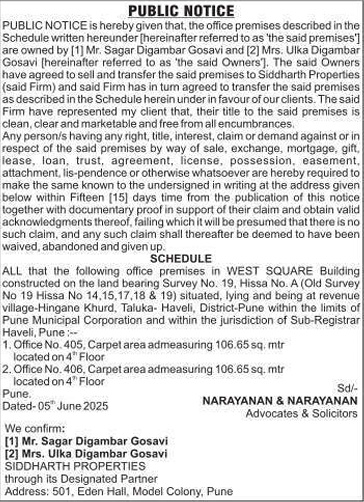 PUBLIC NOTICE
PUBLIC NOTICE is hereby given that, the office premises described in the
Schedule written hereunder [hereinafter referred to as 'the said premises']
are owned by [1] Mr. Sagar Digambar Gosavi and [2] Mrs. Ulka Digambar
Gosavi [hereinafter referred to as 'the said Owners']. The said Owners
have agreed to sell and transfer the said premises to Siddharth Properties
(said Firm) and said Firm has in turn agreed to transfer the said premises
as described in the Schedule herein under in favour of our clients. The said
Firm have represented my client that, their title to the said premises is
clean, clear and marketable and free from all encumbrances.
Any person/s having any right, title, interest, claim or demand against or in
respect of the said premises by way of sale, exchange, mortgage, gift,
lease, loan, trust, agreement, license, possession, easement,
attachment, lis-pendence or otherwise whatsoever are hereby required to
make the same known to the undersigned in writing at the address given
below within Fifteen [15] days time from the publication of this notice
together with documentary proof in support of their claim and obtain valid
acknowledgments thereof, failing which it will be presumed that there is no
such claim, and any such claim shall thereafter be deemed to have been
waived, abandoned and given up.
SCHEDULE
ALL that the following office premises in WEST SQUARE Building
constructed on the land bearing Survey No. 19, Hissa No. A (Old Survey
No 19 Hissa No 14,15,17,18 & 19) situated, lying and being at revenue
village-Hingane Khurd, Taluka- Haveli, District-Pune within the limits of
Pune Municipal Corporation and within the jurisdiction of Sub-Registrar
Haveli, Pune :--
1. Office No. 405, Carpet area admeasuring 106.65 sq. mtr
located on 4th Floor
2. Office No. 406, Carpet area admeasuring 106.65 sq. mtr
located on 4th Floor
Pune.
Sd/-
Dated- 05th June 2025
NARAYANAN & NARAYANAN
Advocates & Solicitors
We confirm:
[1] Mr. Sagar Digambar Gosavi
[2] Mrs. Ulka Digambar Gosavi
SIDDHARTH PROPERTIES
through its Designated Partner
Address: 501, Eden Hall, Model Colony, Pune